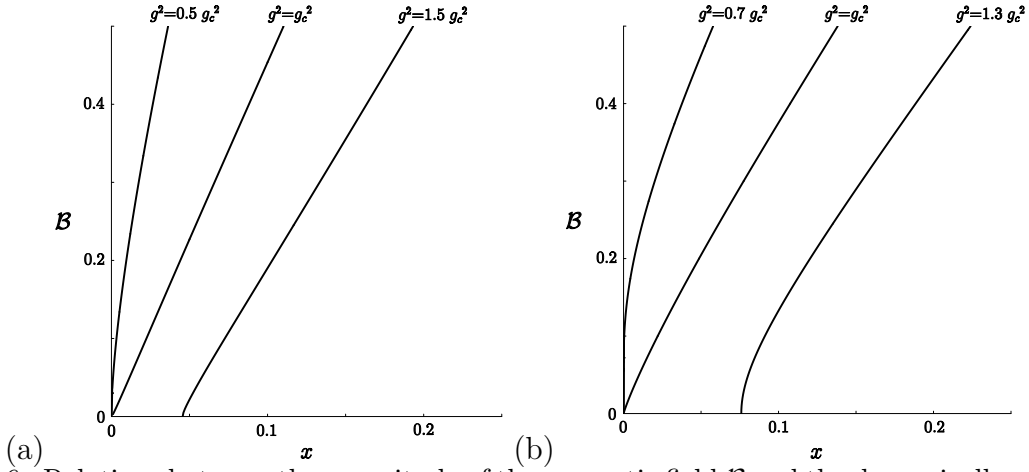 g²=0.5 g_c² g²=g_c² g²=1.5 g_c²
0.4
0.2
0
ℬ
0 0.1 0.2
x
(a)
g²=0.7 g_c² g²=g_c² g²=1.3 g_c²
0.4
0.2
0
ℬ
0 0.1 0.2
x
(b)